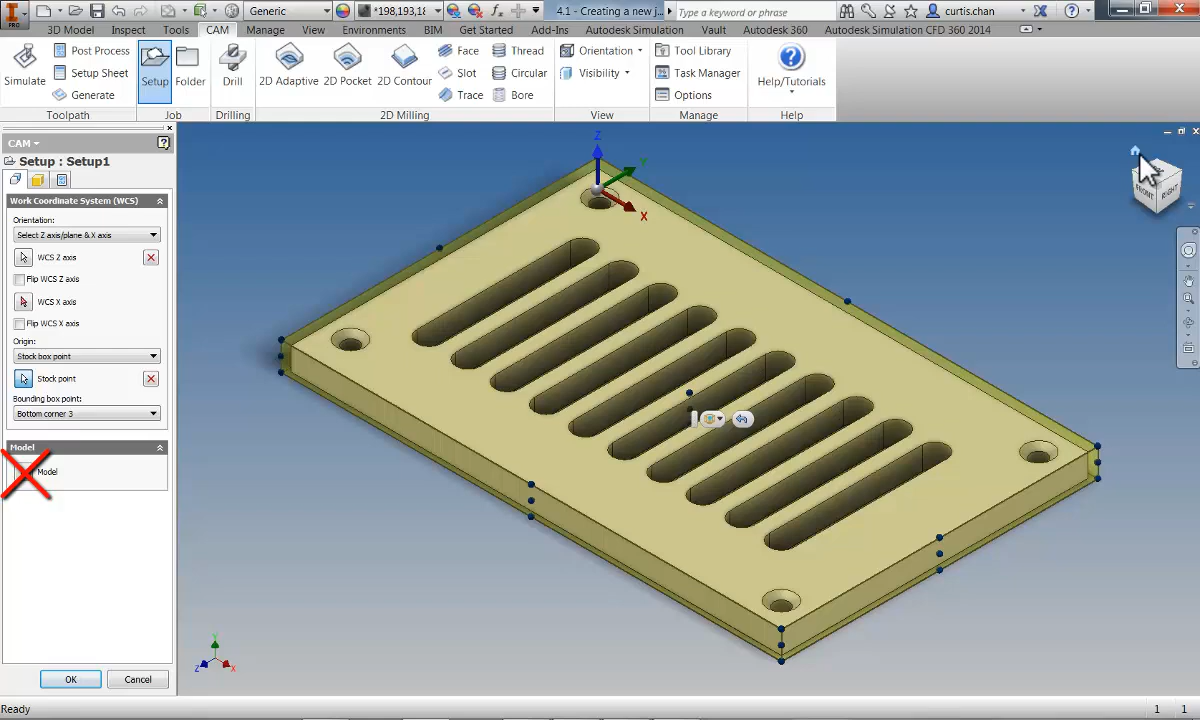 PRO Generic *198,193,18 4.1 - Creating a new j... Type a keyword or phrase curtis.chan
3D Model Inspect Tools CAM Manage View Environments BIM Get Started Add-Ins Autodesk Simulation Vault Autodesk 360 Autodesk Simulation CFD 360 2014
Simulate Post Process Setup Sheet Generate
Setup Folder Drill 2D Adaptive 2D Pocket 2D Contour
Face Thread
Slot Circular
Trace Bore
Orientation
Visibility
Tool Library
Task Manager
Options
Help/Tutorials
Toolpath Job Drilling 2D Milling View Manage Help
CAM
Setup : Setup1
Work Coordinate System (WCS)
Orientation:
Select Z axis/plane & X axis
WCS Z axis
Flip WCS Z axis
WCS X axis
Flip WCS X axis
Origin:
Stock box point
Stock point
Bounding box point:
Bottom corner 3
Model
Model
OK Cancel
Z
Y
X
FRONT RIGHT
Y
Z X
Ready 1 1